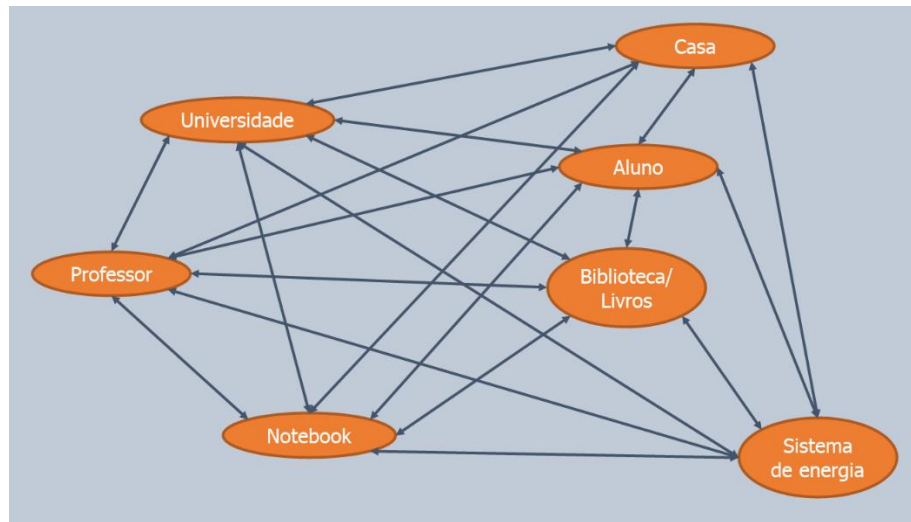 Casa
Universidade
Aluno
Professor
Biblioteca/
Livros
Notebook
Sistema
de energia